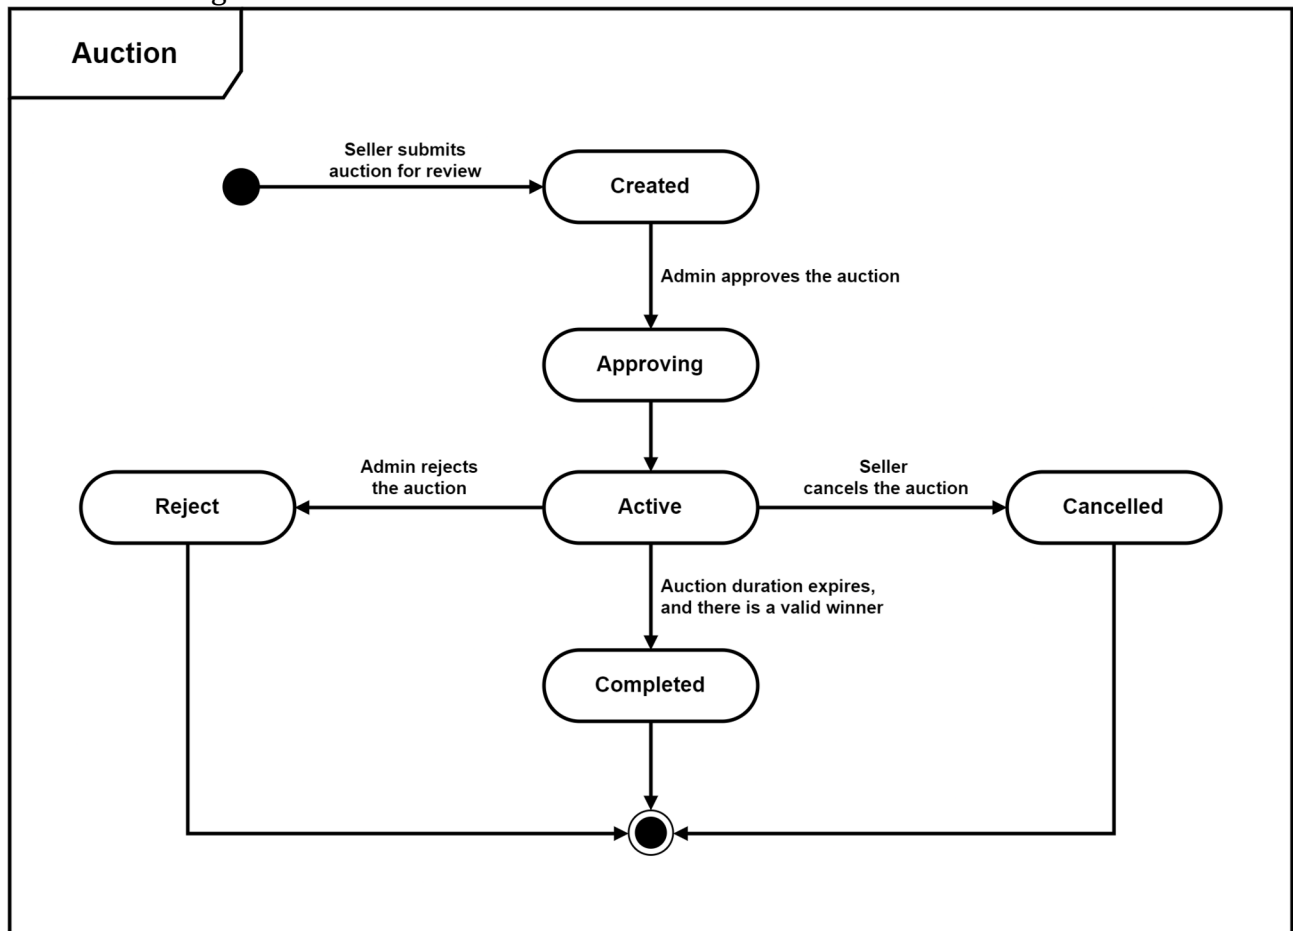 Auction
Seller submits
auction for review
Created
Admin approves the auction
Approving
Admin rejects
the auction
Seller
cancels the auction
Reject
Active
Cancelled
Auction duration expires,
and there is a valid winner
Completed